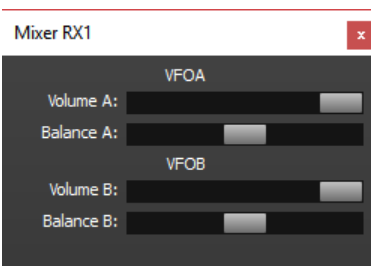 Mixer RX1
x
VFOA
Volume A:
Balance A:
VFOB
Volume B:
Balance B: